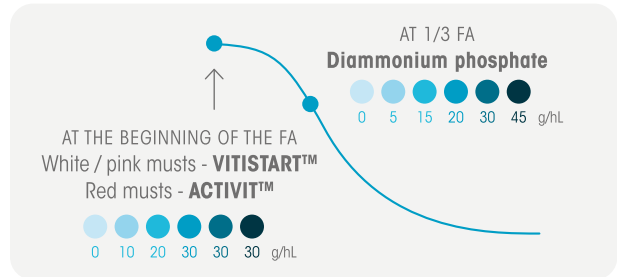 AT 1/3 FA
Diammonium phosphate
0 5 15 20 30 45 g/hL
AT THE BEGINNING OF THE FA
White / pink musts - VITISTART™
Red musts - ACTIVIT™
0 10 20 30 30 30 g/hL